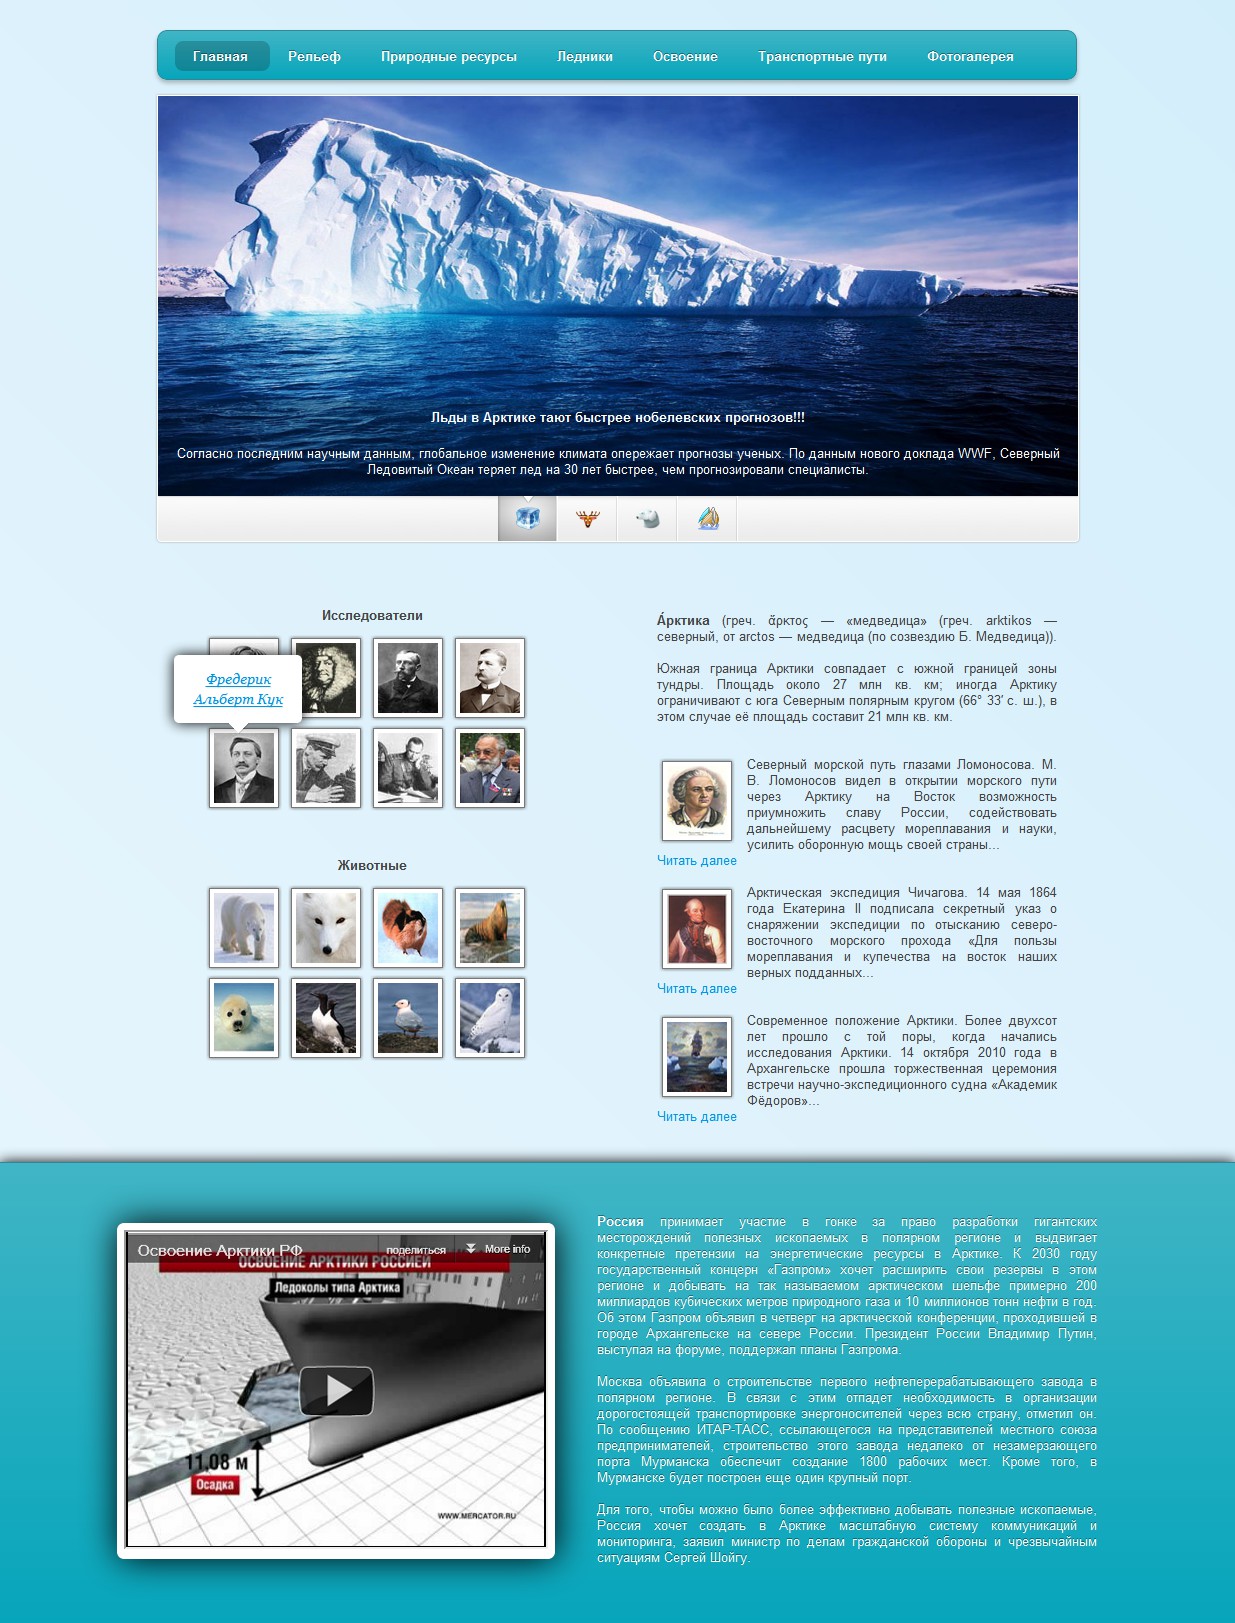 Главная Рельеф Природные ресурсы Ледники Освоение Транспортные пути Фотогалерея
Льды в Арктике тают быстрее нобелевских прогнозов!!!
Согласно последним научным данным, глобальное изменение климата опережает прогнозы ученых. По данным нового доклада WWF, Северный
Ледовитый Океан теряет лед на 30 лет быстрее, чем прогнозировали специалисты.
Исследователи
Фредерик
Альберт Кук
Животные
А́рктика (греч. ἄρκτος — «медведица» (греч. arktikos —
северный, от arctos — медведица (по созвездию Б. Медведица)).
Южная граница Арктики совпадает с южной границей зоны
тундры. Площадь около 27 млн кв. км; иногда Арктику
ограничивают с юга Северным полярным кругом (66° 33′ с. ш.), в
этом случае её площадь составит 21 млн кв. км.
Северный морской путь глазами Ломоносова. М.
В. Ломоносов видел в открытии морского пути
через Арктику на Восток возможность
приумножить славу России, содействовать
дальнейшему расцвету мореплавания и науки,
усилить оборонную мощь своей страны...
Читать далее
Арктическая экспедиция Чичагова. 14 мая 1864
года Екатерина II подписала секретный указ о
снаряжении экспедиции по отысканию северо-
восточного морского прохода «Для пользы
мореплавания и купечества на восток наших
верных подданных...
Читать далее
Современное положение Арктики. Более двухсот
лет прошло с той поры, когда начались
исследования Арктики. 14 октября 2010 года в
Архангельске прошла торжественная церемония
встречи научно-экспедиционного судна «Академик
Фёдоров»...
Читать далее
Освоение Арктики РФ поделиться More info
ОСВОЕНИЕ АРКТИКИ РОССИЕЙ
Ледоколы типа Арктика
11,08 м
Осадка
WWW.MERCATOR.RU
Россия принимает участие в гонке за право разработки гигантских
месторождений полезных ископаемых в полярном регионе и выдвигает
конкретные претензии на энергетические ресурсы в Арктике. К 2030 году
государственный концерн «Газпром» хочет расширить свои резервы в этом
регионе и добывать на так называемом арктическом шельфе примерно 200
миллиардов кубических метров природного газа и 10 миллионов тонн нефти в год.
Об этом Газпром объявил в четверг на арктической конференции, проходившей в
городе Архангельске на севере России. Президент России Владимир Путин,
выступая на форуме, поддержал планы Газпрома.
Москва объявила о строительстве первого нефтеперерабатывающего завода в
полярном регионе. В связи с этим отпадет необходимость в организации
дорогостоящей транспортировке энергоносителей через всю страну, отметил он.
По сообщению ИТАР-ТАСС, ссылающегося на представителей местного союза
предпринимателей, строительство этого завода недалеко от незамерзающего
порта Мурманска обеспечит создание 1800 рабочих мест. Кроме того, в
Мурманске будет построен еще один крупный порт.
Для того, чтобы можно было более эффективно добывать полезные ископаемые,
Россия хочет создать в Арктике масштабную систему коммуникаций и
мониторинга, заявил министр по делам гражданской обороны и чрезвычайным
ситуациям Сергей Шойгу.